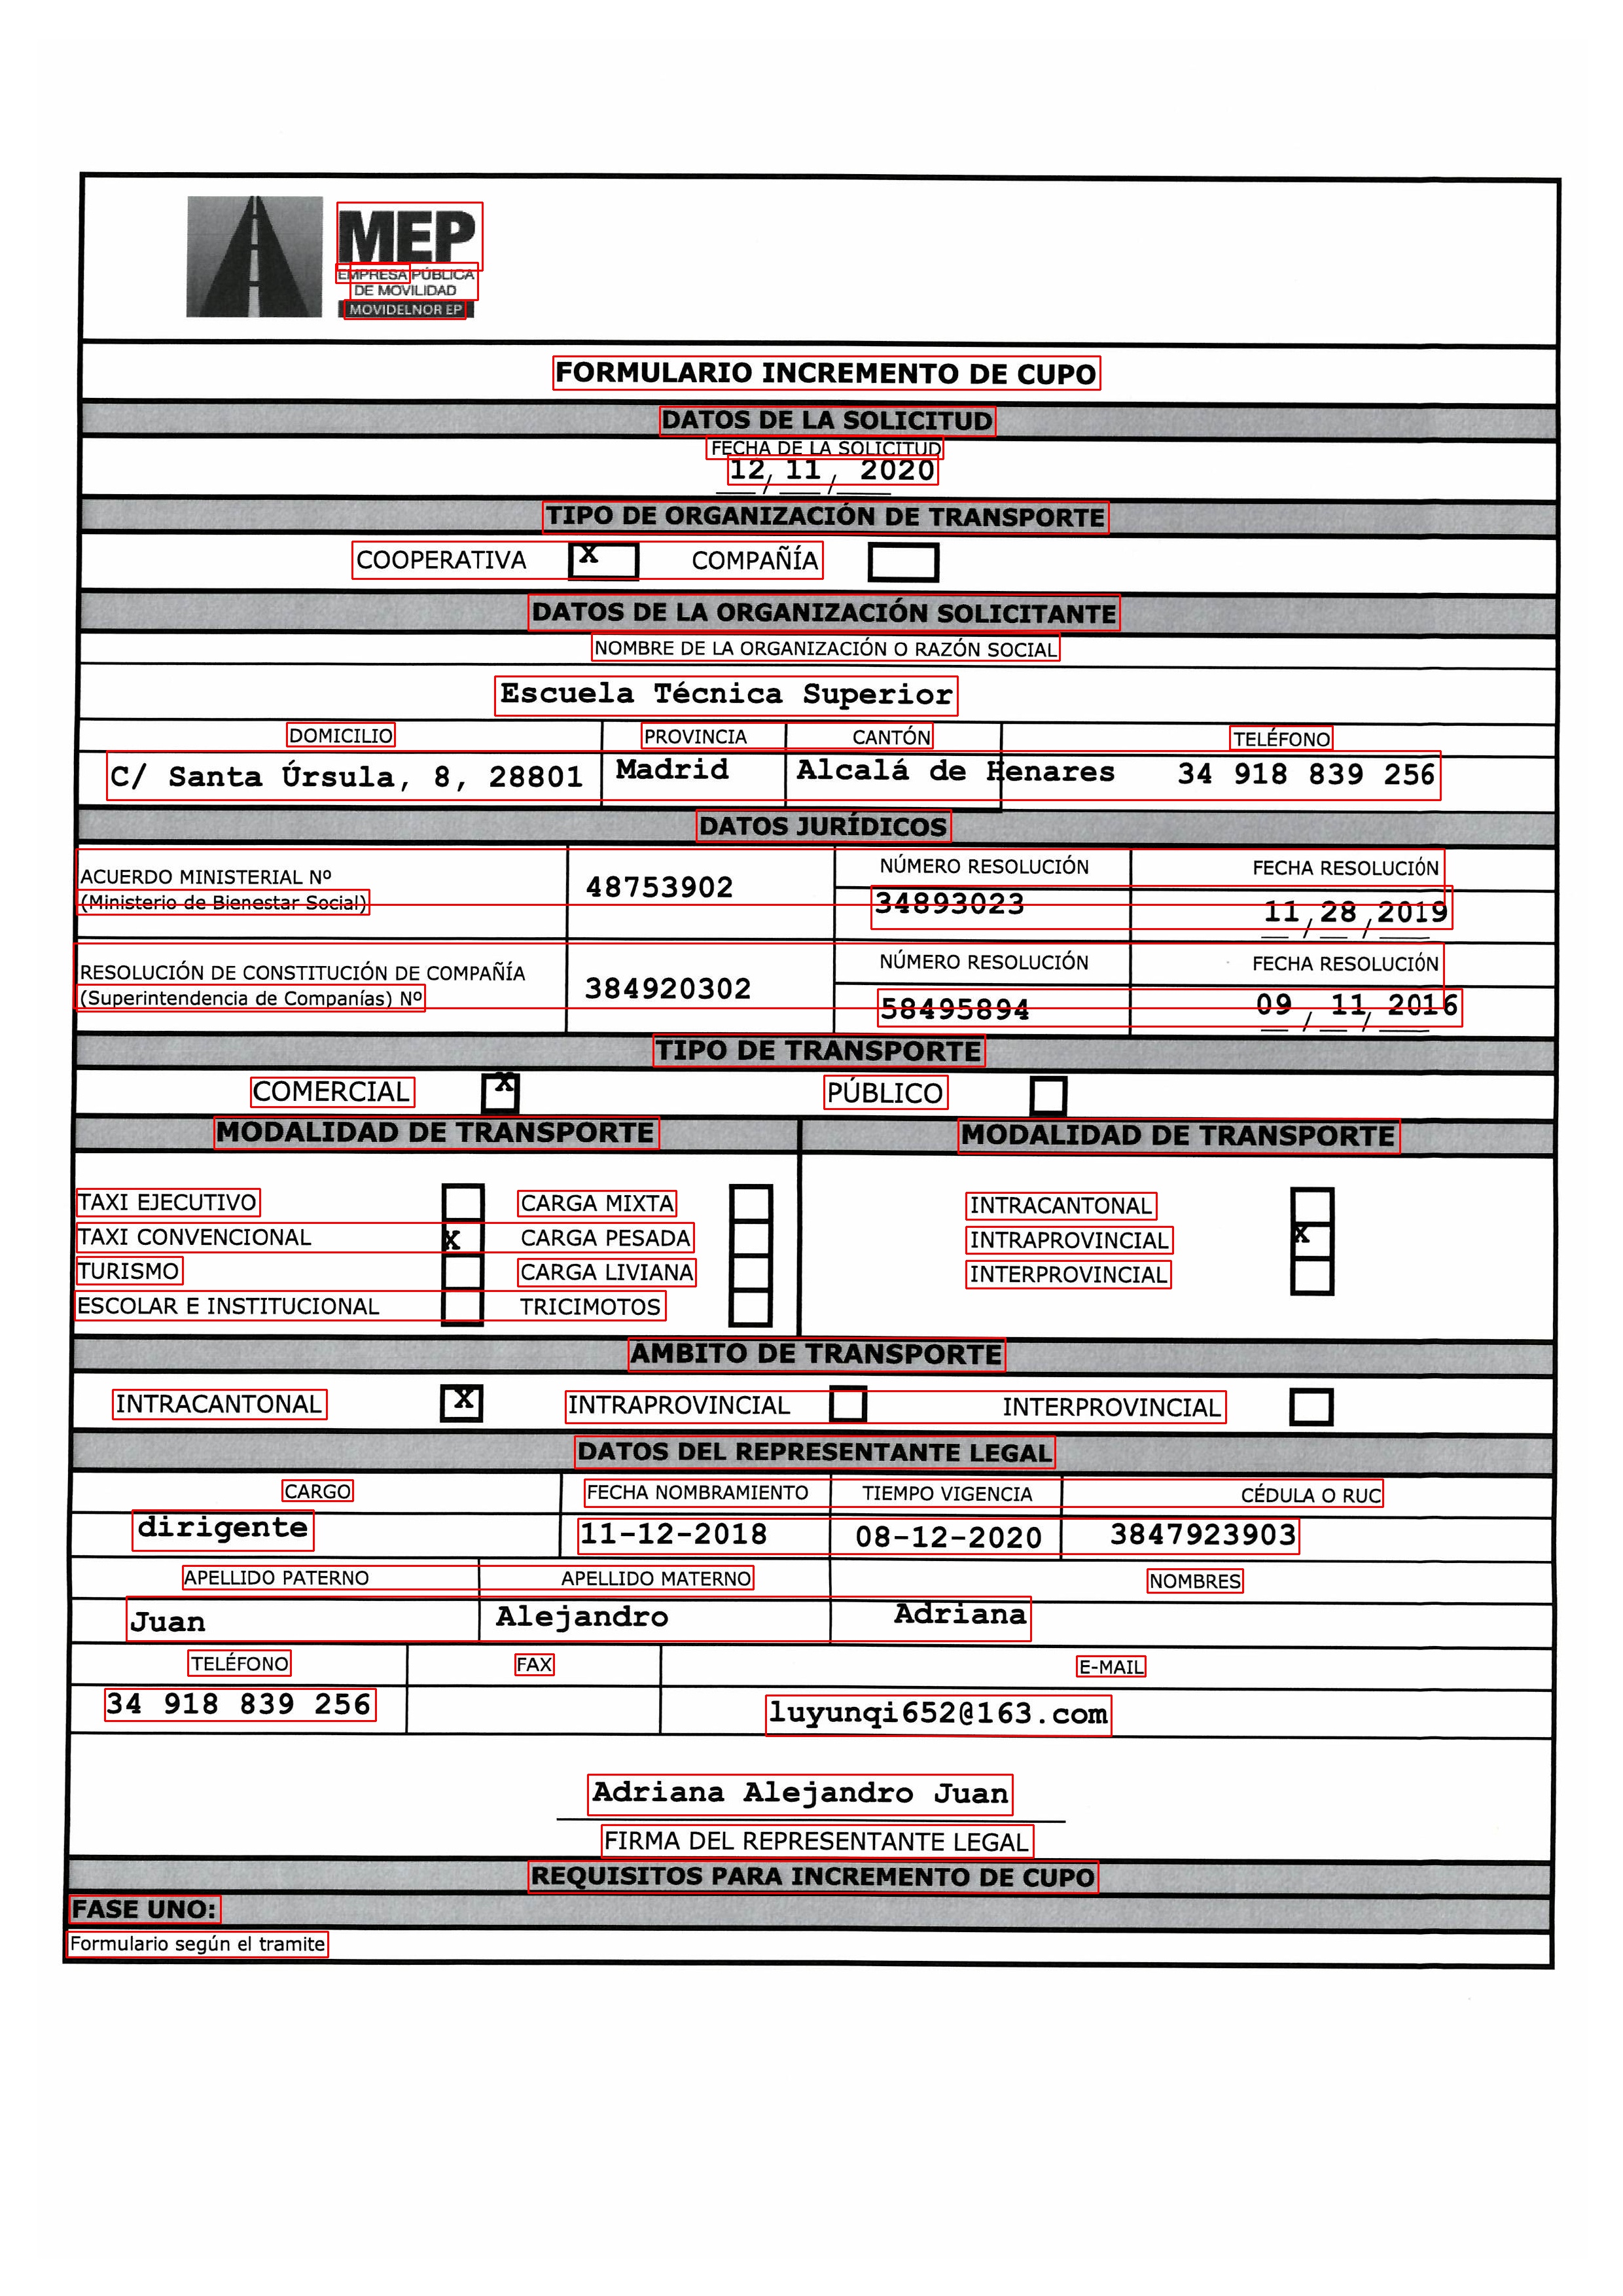 MEP
EMPRESA PÚBLICA
DE MOVILIDAD
MOVIDELNOR EP
FORMULARIO INCREMENTO DE CUPO
DATOS DE LA SOLICITUD
FECHA DE LA SOLICITUD
12/ 11 / 2020
TIPO DE ORGANIZACIÓN DE TRANSPORTE
COOPERATIVA X COMPAÑÍA
DATOS DE LA ORGANIZACIÓN SOLICITANTE
NOMBRE DE LA ORGANIZACIÓN O RAZÓN SOCIAL
Escuela Técnica Superior
DOMICILIO PROVINCIA CANTÓN TELÉFONO
C/ Santa Úrsula, 8, 28801 Madrid Alcalá de Henares 34 918 839 256
DATOS JURÍDICOS
ACUERDO MINISTERIAL Nº 48753902 NÚMERO RESOLUCIÓN FECHA RESOLUCIÓN
(Ministerio de Bienestar Social) 34893023 11 / 28 / 2019
RESOLUCIÓN DE CONSTITUCIÓN DE COMPAÑÍA 384920302 NÚMERO RESOLUCIÓN FECHA RESOLUCIÓN
(Superintendencia de Companías) Nº 58495894 09 / 11 / 2016
TIPO DE TRANSPORTE
COMERCIAL X PÚBLICO
MODALIDAD DE TRANSPORTE MODALIDAD DE TRANSPORTE
TAXI EJECUTIVO CARGA MIXTA INTRACANTONAL
TAXI CONVENCIONAL X CARGA PESADA INTRAPROVINCIAL X
TURISMO CARGA LIVIANA INTERPROVINCIAL
ESCOLAR E INSTITUCIONAL TRICIMOTOS
AMBITO DE TRANSPORTE
INTRACANTONAL X INTRAPROVINCIAL INTERPROVINCIAL
DATOS DEL REPRESENTANTE LEGAL
CARGO FECHA NOMBRAMIENTO TIEMPO VIGENCIA CÉDULA O RUC
dirigente 11-12-2018 08-12-2020 3847923903
APELLIDO PATERNO APELLIDO MATERNO NOMBRES
Juan Alejandro Adriana
TELÉFONO FAX E-MAIL
34 918 839 256 luyunqi652@163.com
Adriana Alejandro Juan
FIRMA DEL REPRESENTANTE LEGAL
REQUISITOS PARA INCREMENTO DE CUPO
FASE UNO:
Formulario según el tramite